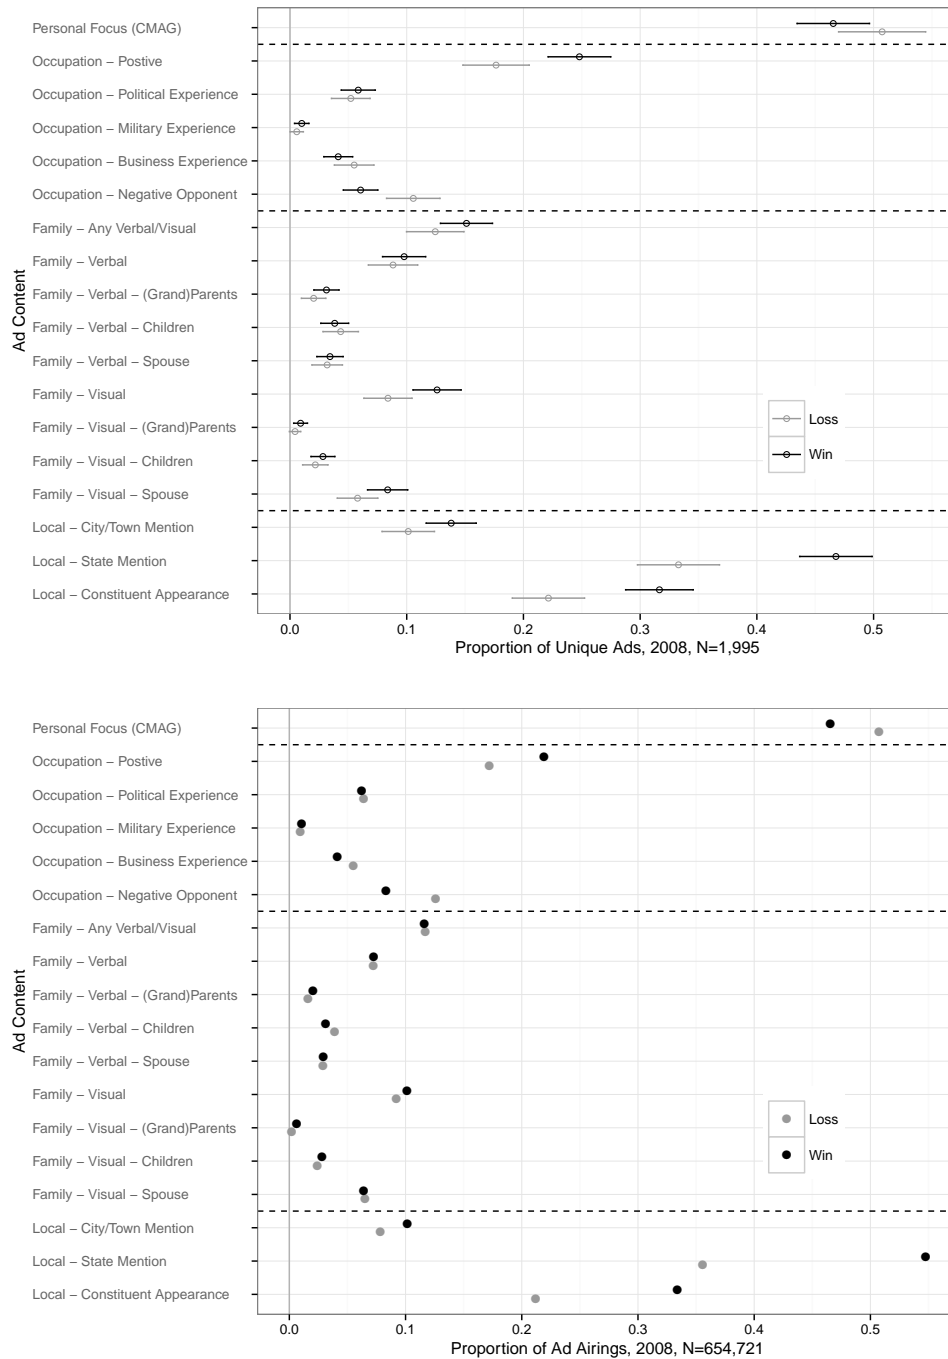 Personal Focus (CMAG)
Occupation − Postive
Occupation − Political Experience
Occupation − Military Experience
Occupation − Business Experience
Occupation − Negative Opponent
Family − Any Verbal/Visual
Family − Verbal
Family − Verbal − (Grand)Parents
Family − Verbal − Children
Family − Verbal − Spouse
Family − Visual
Family − Visual − (Grand)Parents
Family − Visual − Children
Family − Visual − Spouse
Local − City/Town Mention
Local − State Mention
Local − Constituent Appearance
Ad Content
Loss
Win
0.0 0.1 0.2 0.3 0.4 0.5
Proportion of Unique Ads, 2008, N=1,995
Personal Focus (CMAG)
Occupation − Postive
Occupation − Political Experience
Occupation − Military Experience
Occupation − Business Experience
Occupation − Negative Opponent
Family − Any Verbal/Visual
Family − Verbal
Family − Verbal − (Grand)Parents
Family − Verbal − Children
Family − Verbal − Spouse
Family − Visual
Family − Visual − (Grand)Parents
Family − Visual − Children
Family − Visual − Spouse
Local − City/Town Mention
Local − State Mention
Local − Constituent Appearance
Ad Content
Loss
Win
0.0 0.1 0.2 0.3 0.4 0.5
Proportion of Ad Airings, 2008, N=654,721